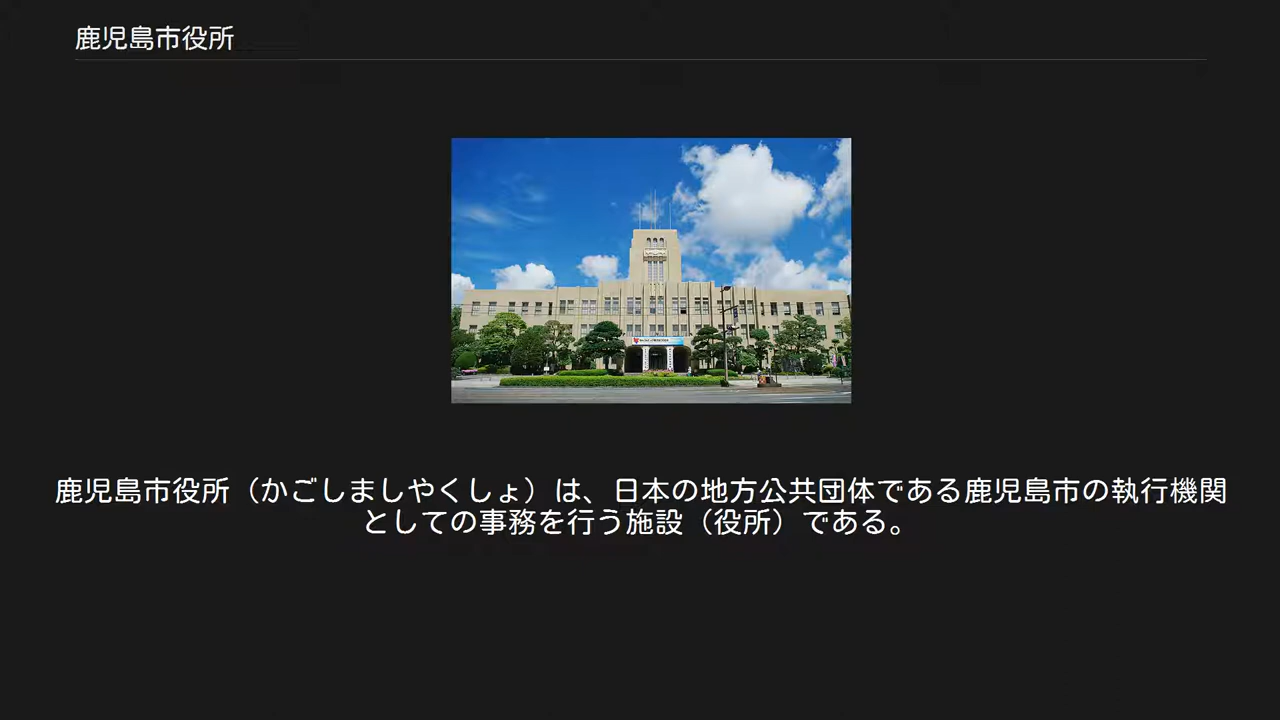 鹿児島市役所
鹿児島市役所（かごしましやくしょ）は、日本の地方公共団体である鹿児島市の執行機関
としての事務を行う施設（役所）である。